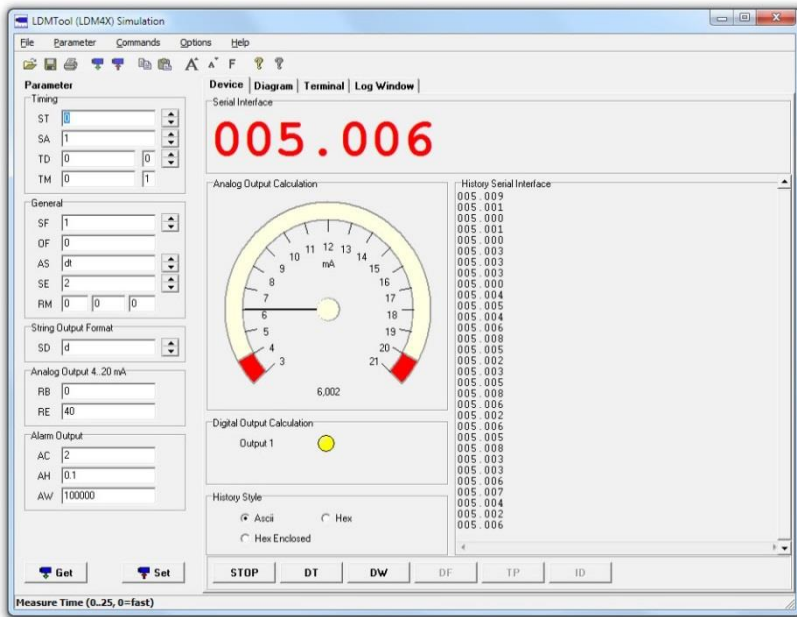 LDMTool (LDM4X) Simulation
File Parameter Commands Options Help
A A F ? ?
Parameter
Timing
ST 0
SA 1
TD 0 0
TM 0 1
General
SF 1
OF 0
AS dt
SE 2
RM 0 0 0
String Output Format
SD d
Analog Output 4..20 mA
RB 0
RE 40
Alarm Output
AC 2
AH 0.1
AW 100000
Get Set
Device Diagram Terminal Log Window
Serial Interface
005.006
Analog Output Calculation
3 4 5 6 7 8 9 10 11 12 13 14 15 16 17 18 19 20 21
mA
6,002
Digital Output Calculation
Output 1
History Style
Ascii Hex
Hex Enclosed
History Serial Interface
005.009
005.001
005.000
005.001
005.000
005.003
005.003
005.003
005.000
005.004
005.005
005.004
005.006
005.008
005.005
005.002
005.003
005.005
005.008
005.006
005.002
005.006
005.005
005.008
005.003
005.003
005.006
005.007
005.004
005.002
005.006
STOP DT DW DF TP ID
Measure Time (0..25, 0=fast)